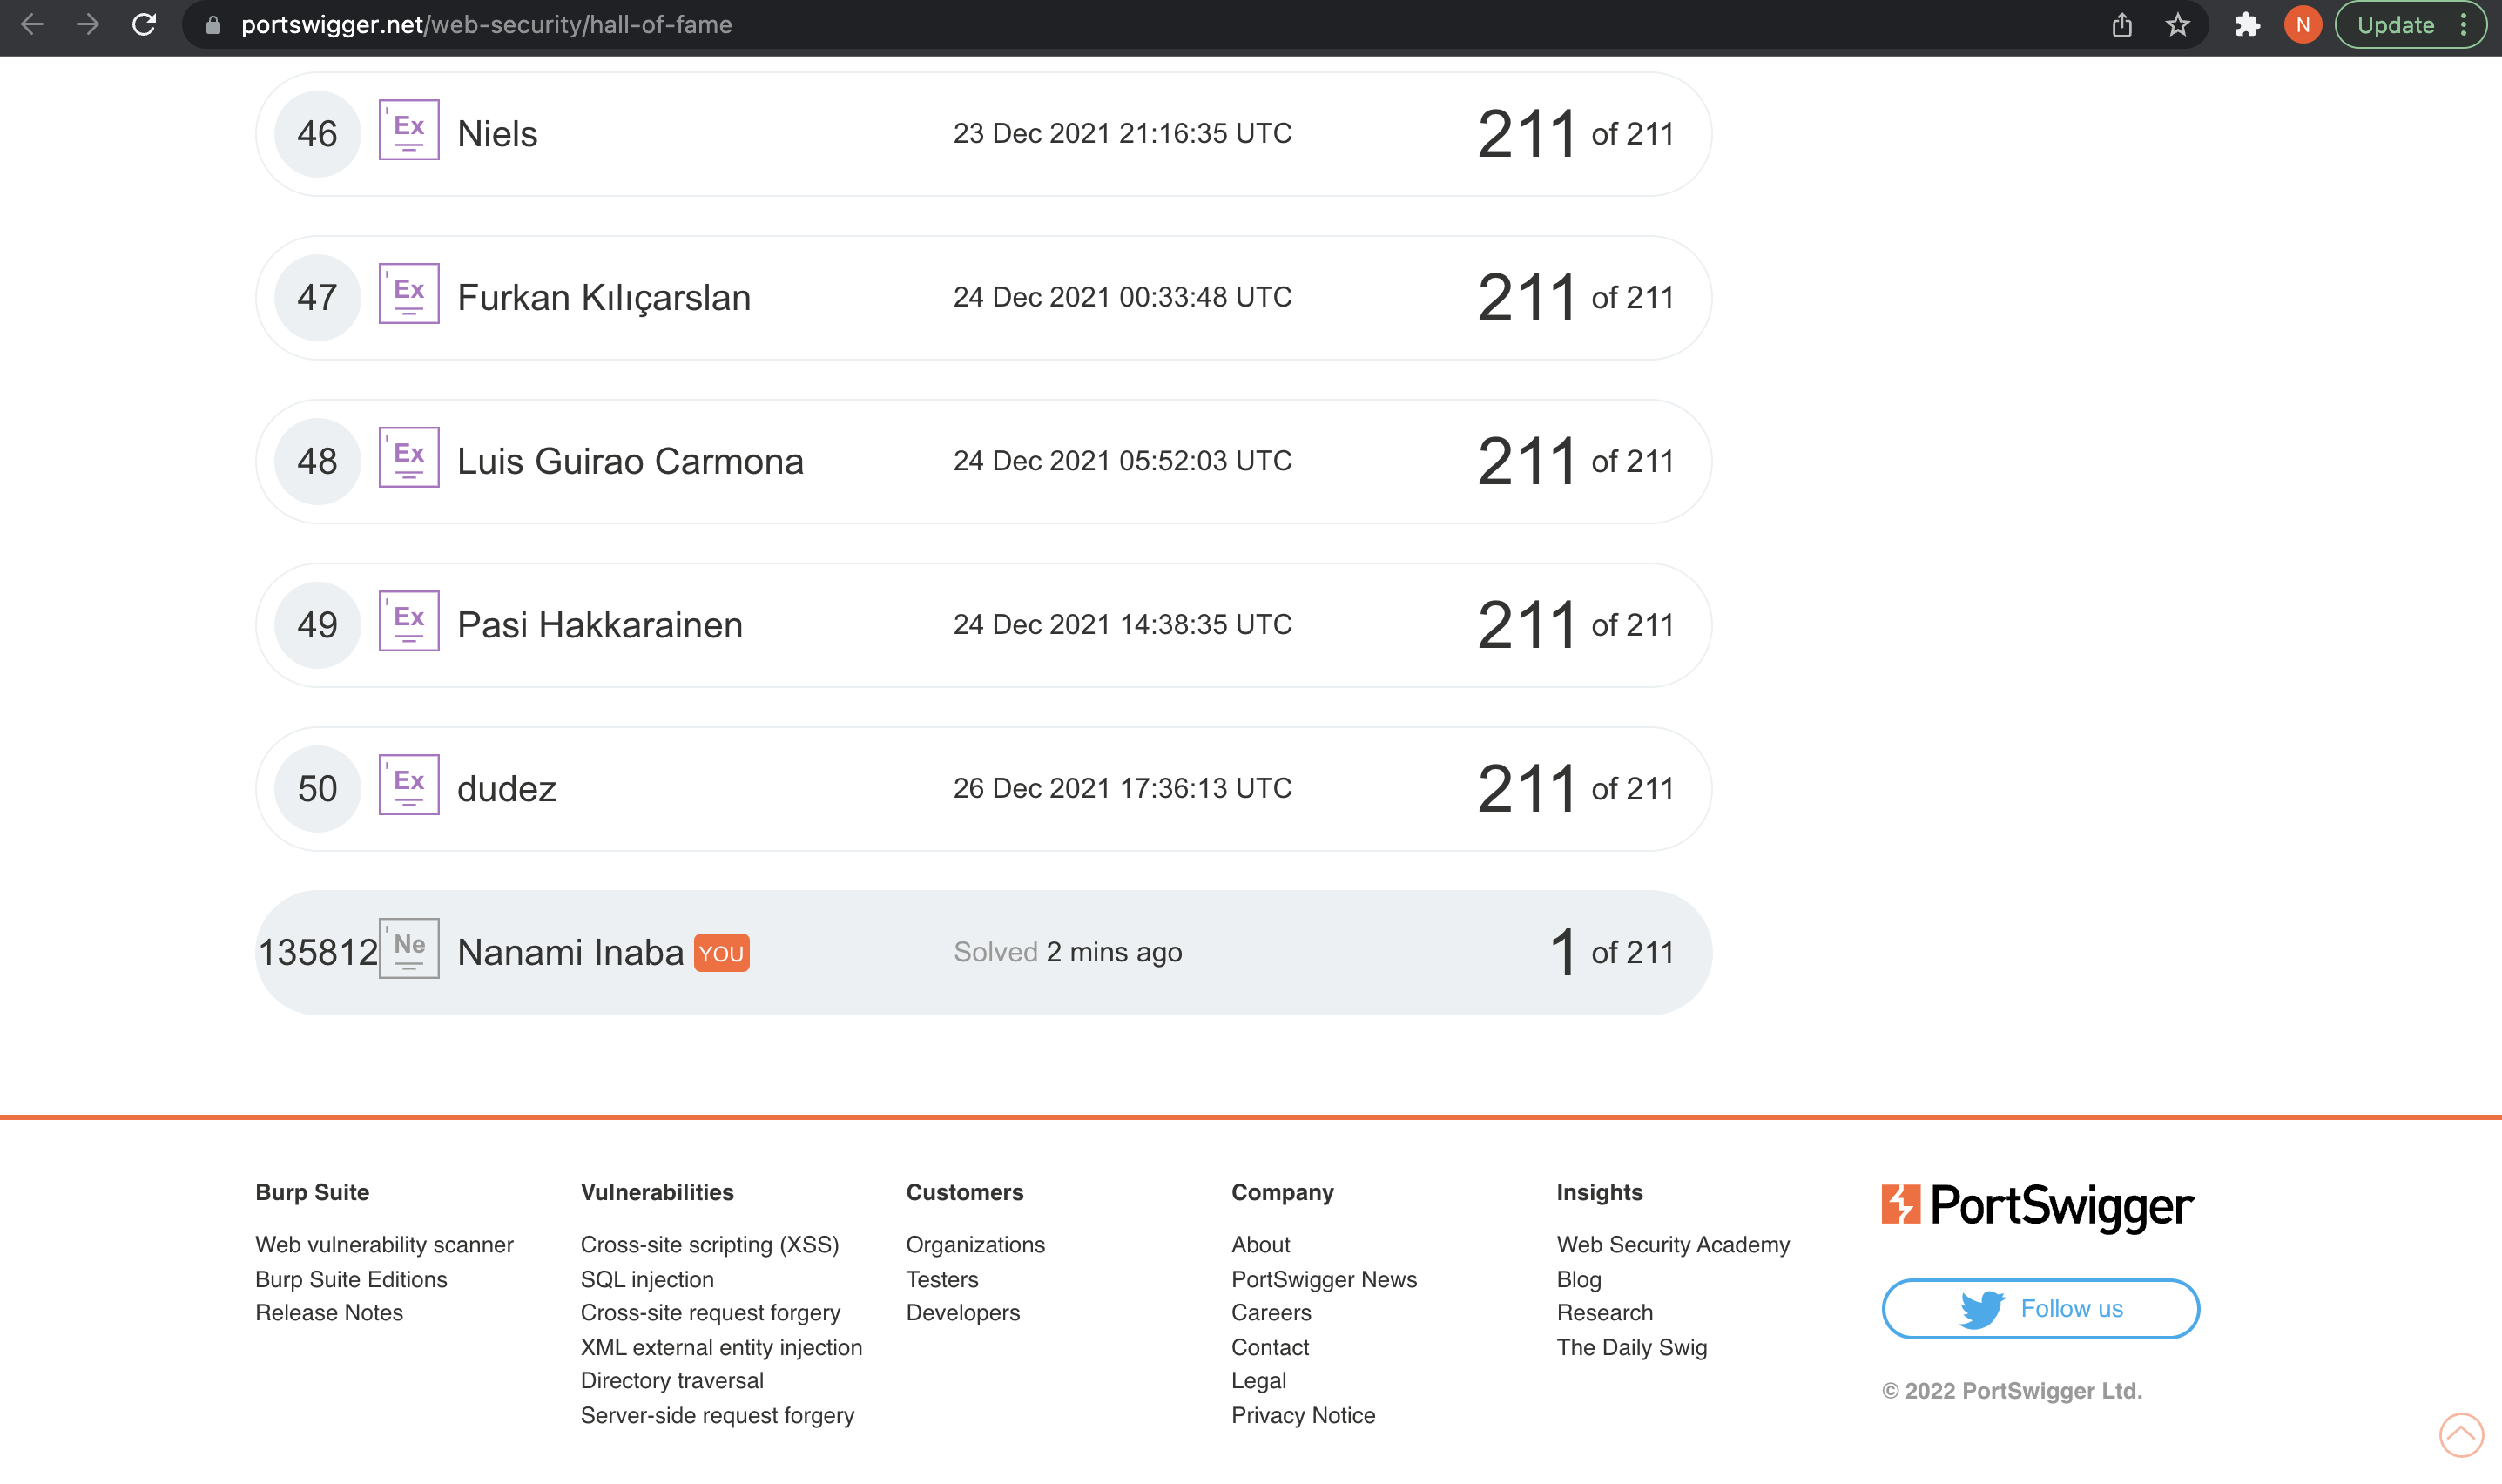 portswigger.net/web-security/hall-of-fame
N
Update
46 Ex Niels 23 Dec 2021 21:16:35 UTC 211 of 211
47 Ex Furkan Kılıçarslan 24 Dec 2021 00:33:48 UTC 211 of 211
48 Ex Luis Guirao Carmona 24 Dec 2021 05:52:03 UTC 211 of 211
49 Ex Pasi Hakkarainen 24 Dec 2021 14:38:35 UTC 211 of 211
50 Ex dudez 26 Dec 2021 17:36:13 UTC 211 of 211
135812 Ne Nanami Inaba YOU Solved 2 mins ago 1 of 211
Burp Suite
Web vulnerability scanner
Burp Suite Editions
Release Notes
Vulnerabilities
Cross-site scripting (XSS)
SQL injection
Cross-site request forgery
XML external entity injection
Directory traversal
Server-side request forgery
Customers
Organizations
Testers
Developers
Company
About
PortSwigger News
Careers
Contact
Legal
Privacy Notice
Insights
Web Security Academy
Blog
Research
The Daily Swig
PortSwigger
Follow us
© 2022 PortSwigger Ltd.